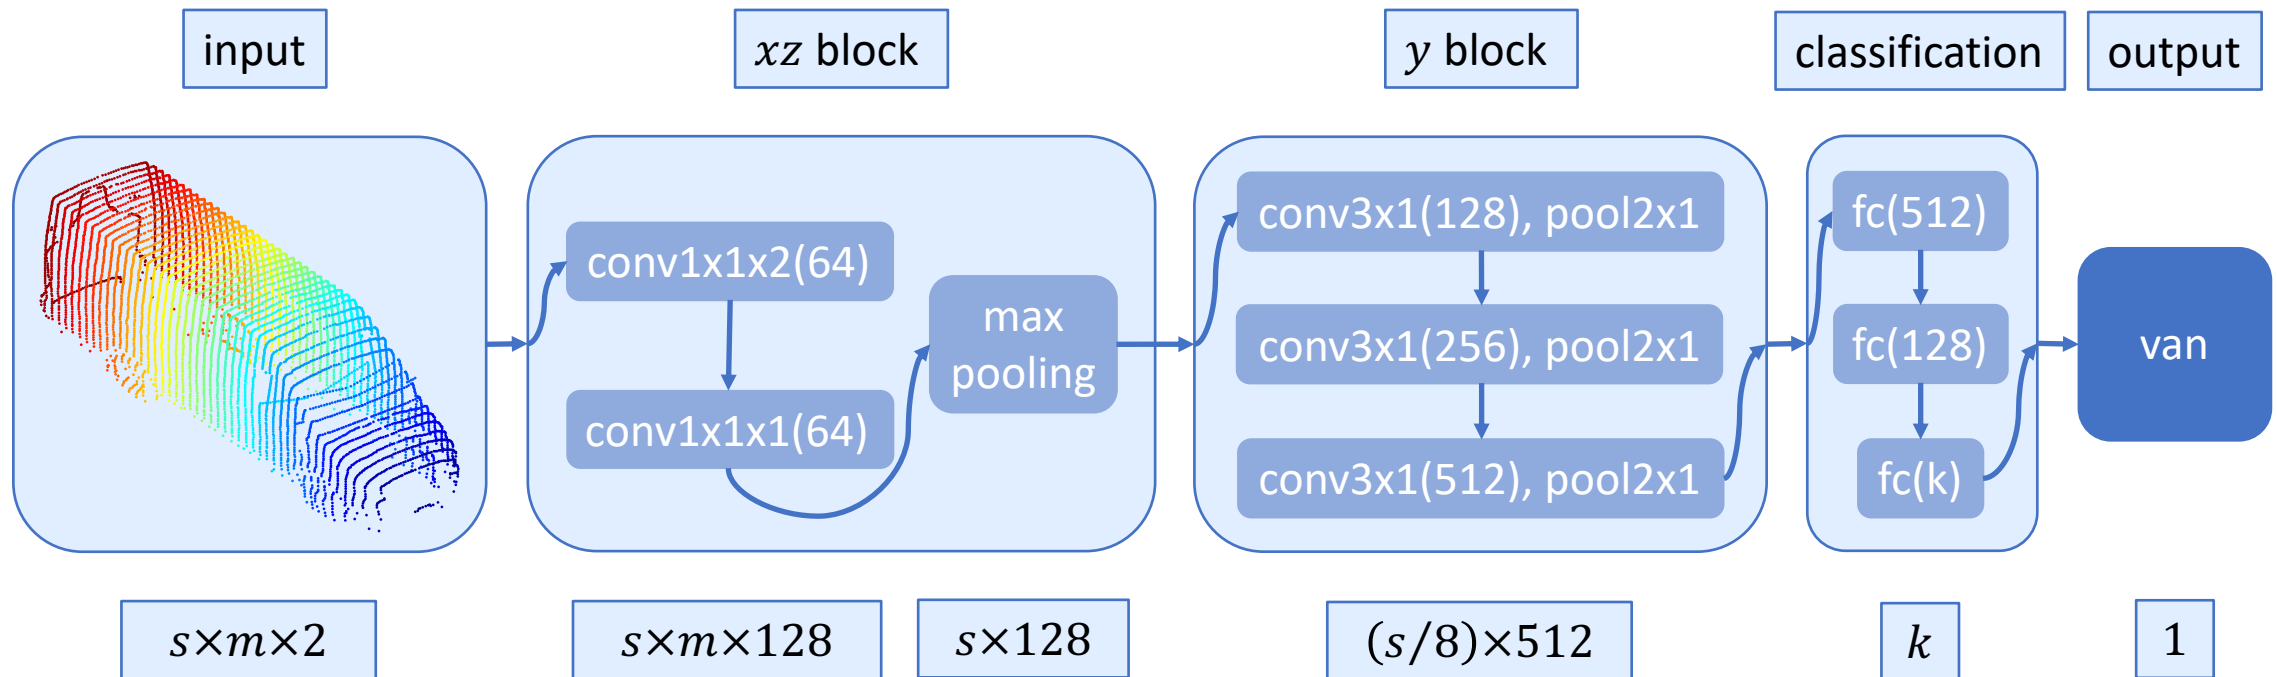 input
xz block
y block
classification
output
conv1x1x2(64)
conv1x1x1(64)
max
pooling
conv3x1(128), pool2x1
conv3x1(256), pool2x1
conv3x1(512), pool2x1
fc(512)
fc(128)
fc(k)
van
s×m×2
s×m×128
s×128
(s/8)×512
k
1